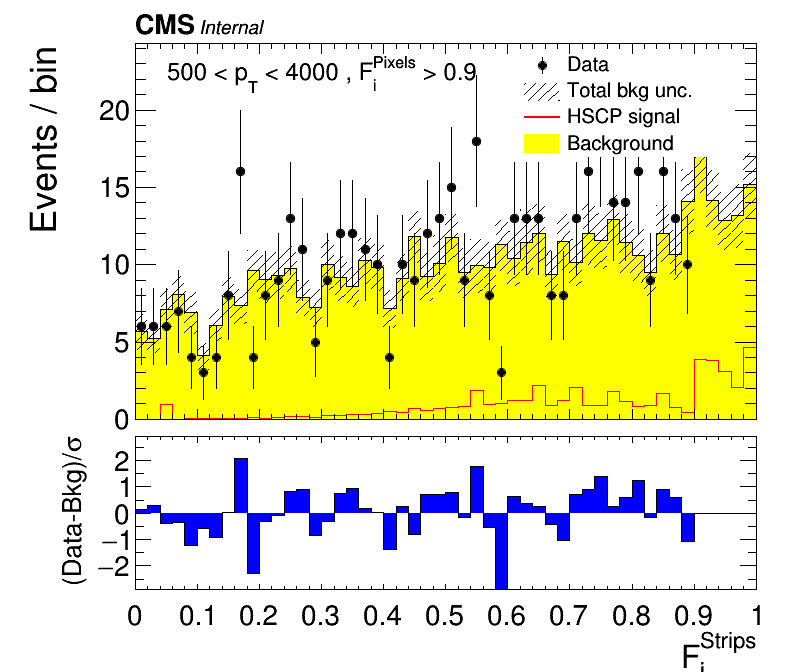 CMS Internal
500 < p_T < 4000 , F_i^Pixels > 0.9
Data
Total bkg unc.
HSCP signal
Background
Events / bin
20
15
10
5
0
(Data-Bkg)/σ
2
1
0
−1
−2
0 0.1 0.2 0.3 0.4 0.5 0.6 0.7 0.8 0.9 1
F_i^Strips